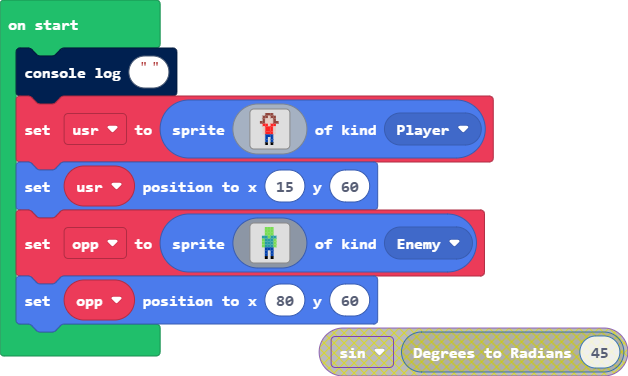 on start
console log " "
set usr to sprite of kind Player
set usr position to x 15 y 60
set opp to sprite of kind Enemy
set opp position to x 80 y 60
sin Degrees to Radians 45